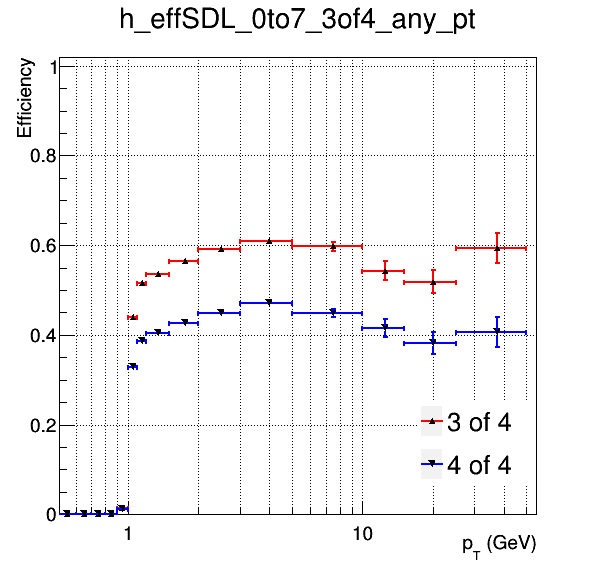 h_effSDL_0to7_3of4_any_pt
Efficiency
1
0.8
0.6
0.4
0.2
0
3 of 4
4 of 4
1
10
p_T (GeV)